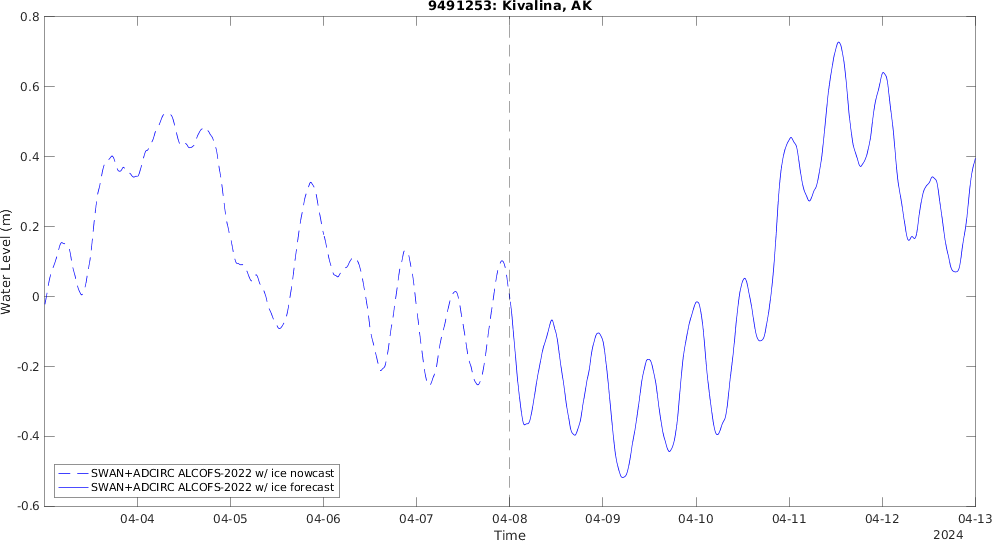 9491253: Kivalina, AK
0.8
0.6
0.4
0.2
0
-0.2
-0.4
-0.6
Water Level (m)
SWAN+ADCIRC ALCOFS-2022 w/ ice nowcast
SWAN+ADCIRC ALCOFS-2022 w/ ice forecast
04-04 04-05 04-06 04-07 04-08 04-09 04-10 04-11 04-12 04-13
Time
2024